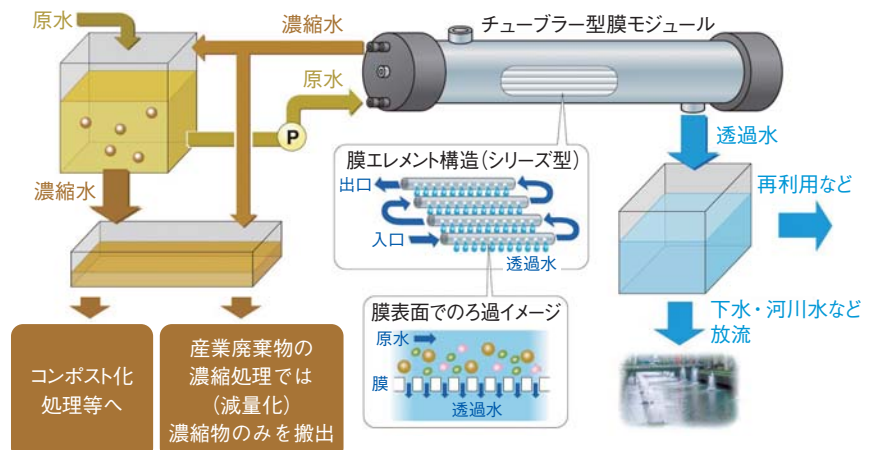 原水
濃縮水
チューブラー型膜モジュール
原水
P
濃縮水
透過水
膜エレメント構造(シリーズ型)
出口
入口
透過水
再利用など
膜表面でのろ過イメージ
原水
膜
透過水
下水・河川水など
放流
コンポスト化
処理等へ
産業廃棄物の
濃縮処理では
(減量化)
濃縮物のみを搬出